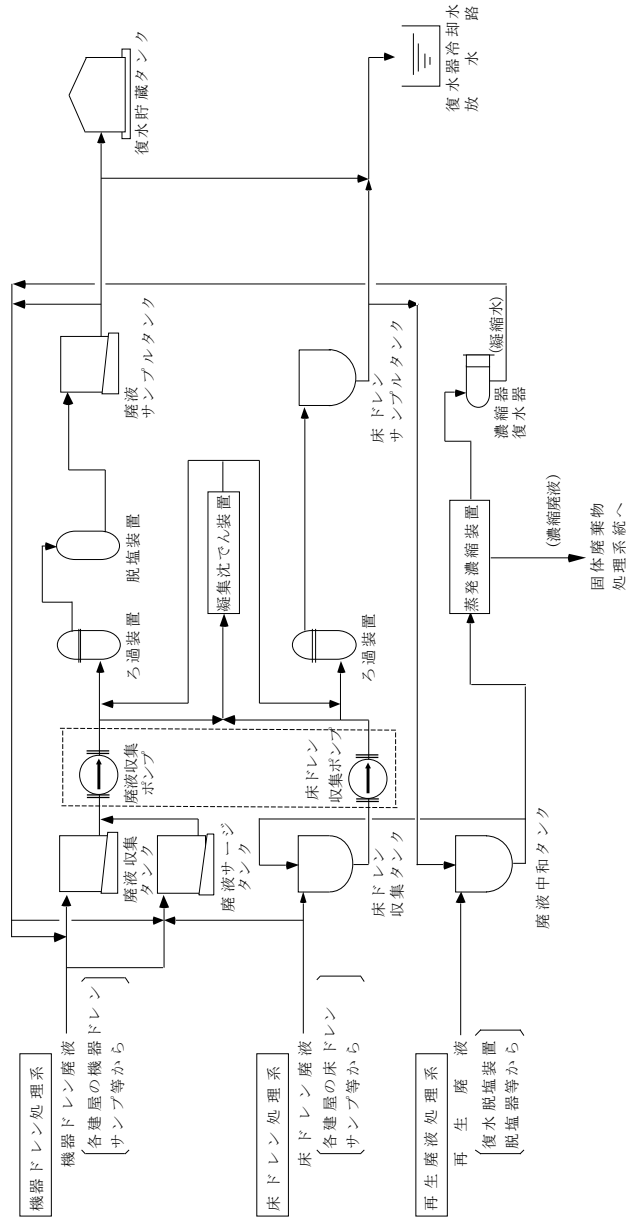 機器ドレン処理系
機器ドレン廃液
各建屋の機器ドレン
サンプ等から
廃液収集
タンク
廃液サージ
タンク
廃液収集
ポンプ
ろ過装置
脱塩装置
廃液
サンプルタンク
復水貯蔵タンク
凝集沈でん装置
床ドレン処理系
床ドレン廃液
各建屋の床ドレン
サンプ等から
床ドレン
収集タンク
床ドレン
収集ポンプ
ろ過装置
床ドレン
サンプルタンク
復水器冷却水
放水路
再生廃液処理系
再生廃液
復水脱塩装置
脱塩器等から
廃液中和タンク
蒸発濃縮装置
(濃縮廃液)
固体廃棄物
処理系統へ
濃縮器
復水器
(凝縮水)